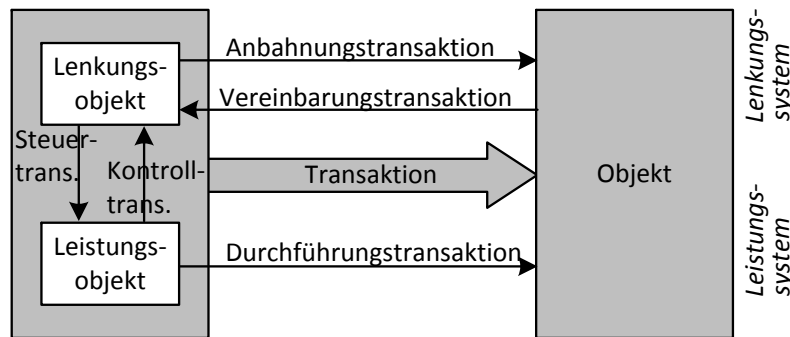 Anbahnungstransaktion
Lenkungs-
objekt
Vereinbarungstransaktion
Steuer-
trans.
Kontroll-
trans.
Transaktion
Objekt
Leistungs-
objekt
Durchführungstransaktion
Lenkungs-
system
Leistungs-
system